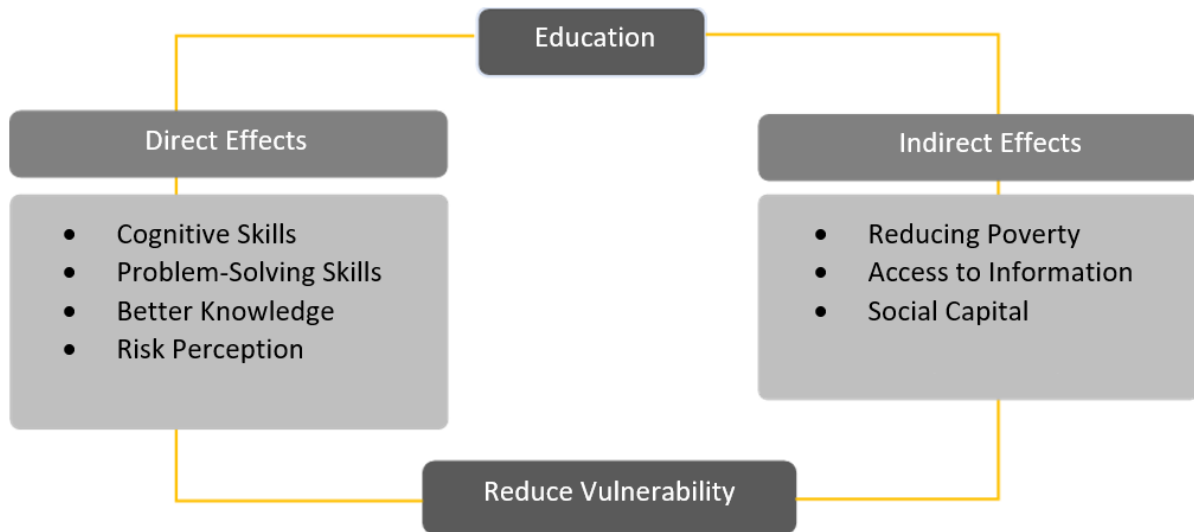 Education
Direct Effects
• Cognitive Skills
• Problem-Solving Skills
• Better Knowledge
• Risk Perception
Indirect Effects
• Reducing Poverty
• Access to Information
• Social Capital
Reduce Vulnerability